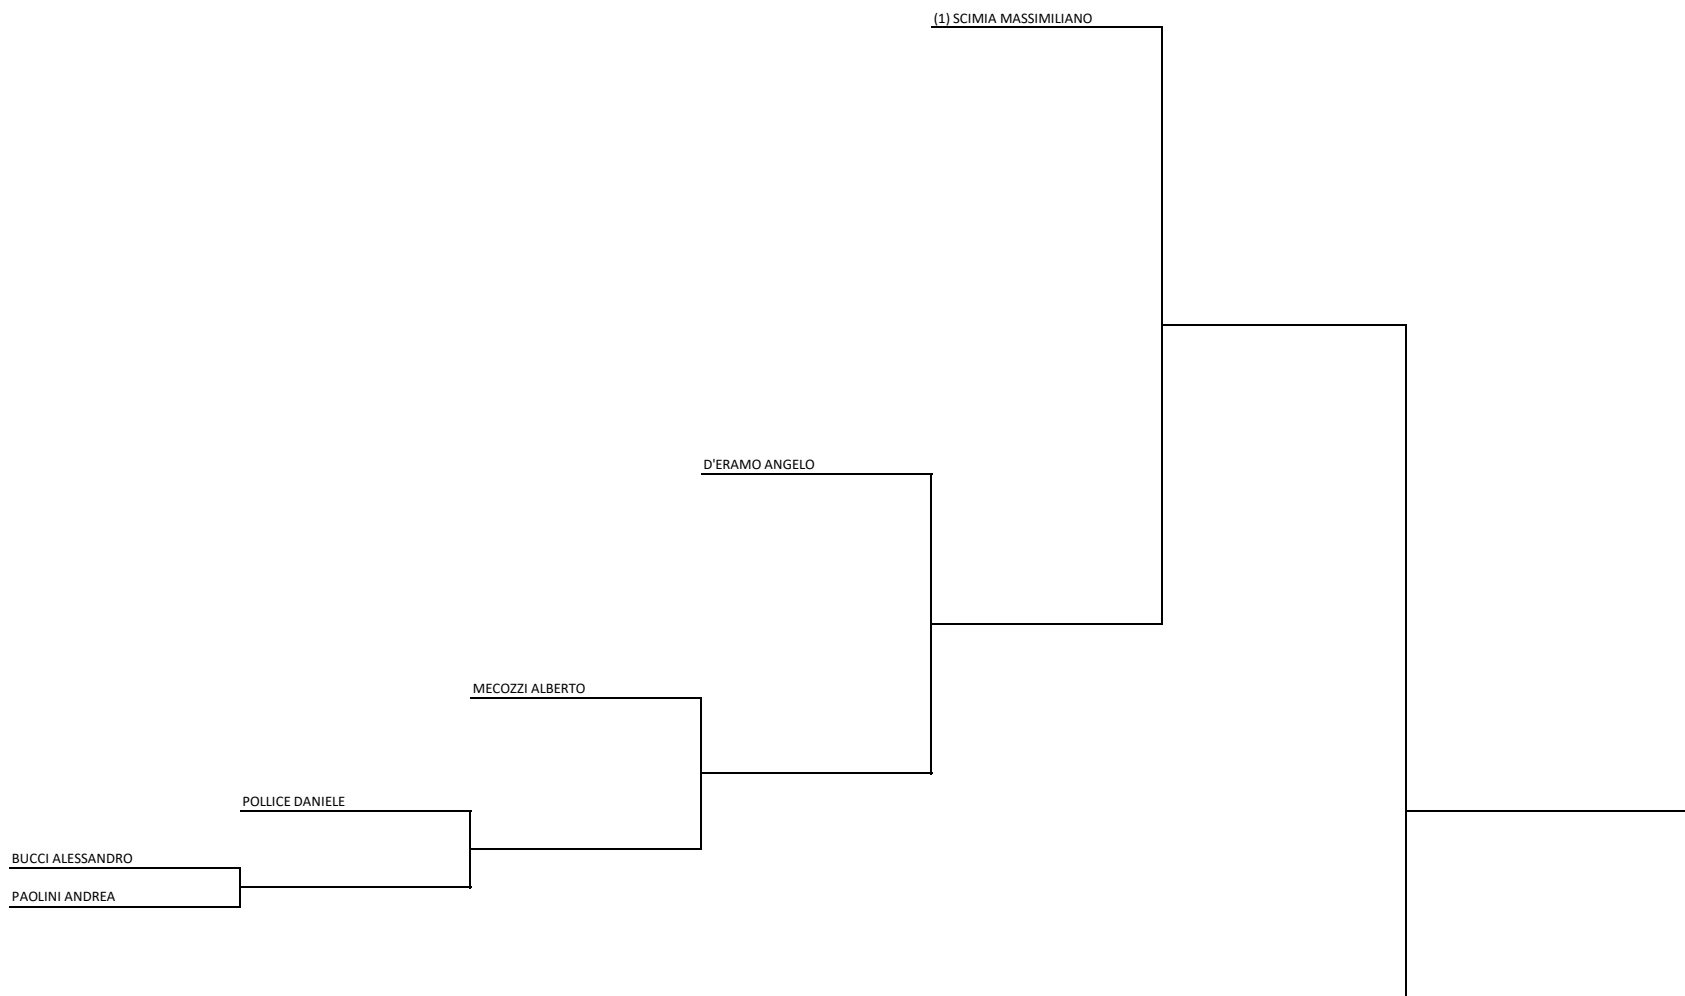 (1) SCIMIA MASSIMILIANO
D'ERAMO ANGELO
MECOZZI ALBERTO
POLLICE DANIELE
BUCCI ALESSANDRO
PAOLINI ANDREA